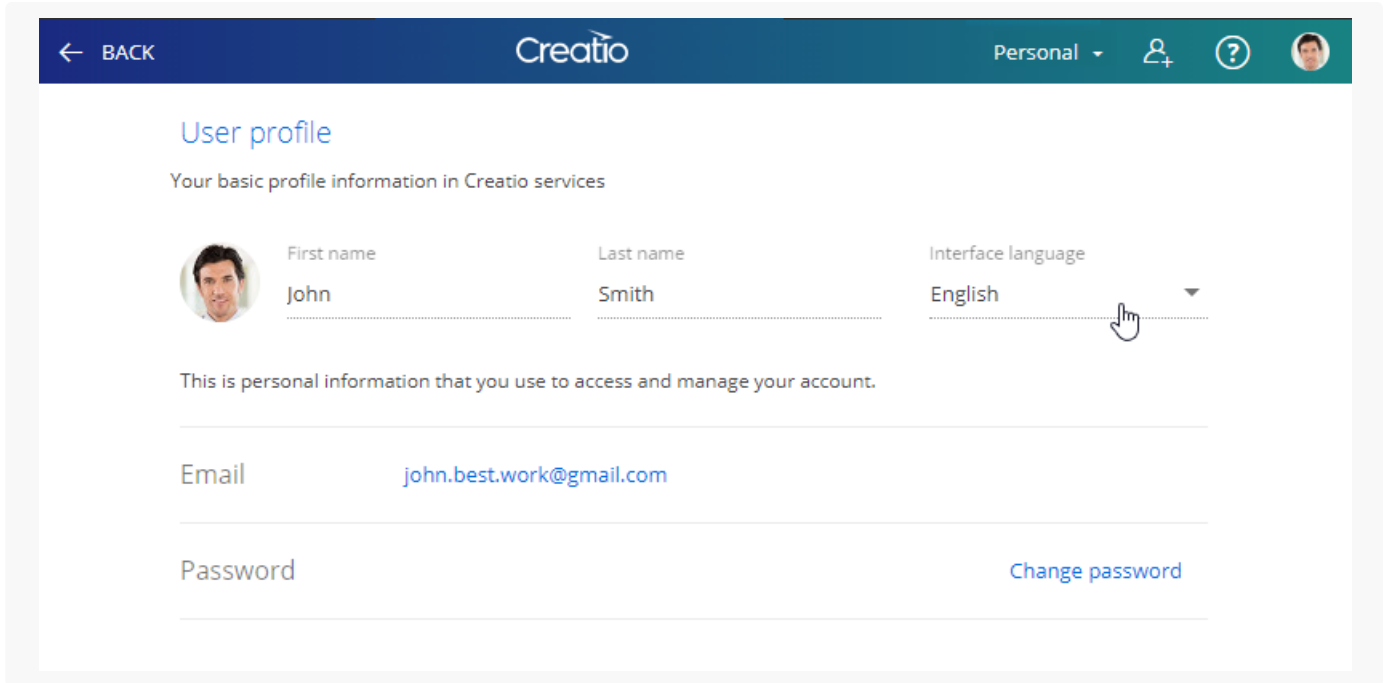 BACK Creatio Personal
User profile
Your basic profile information in Creatio services
First name Last name Interface language
John Smith English
This is personal information that you use to access and manage your account.
Email john.best.work@gmail.com
Password Change password